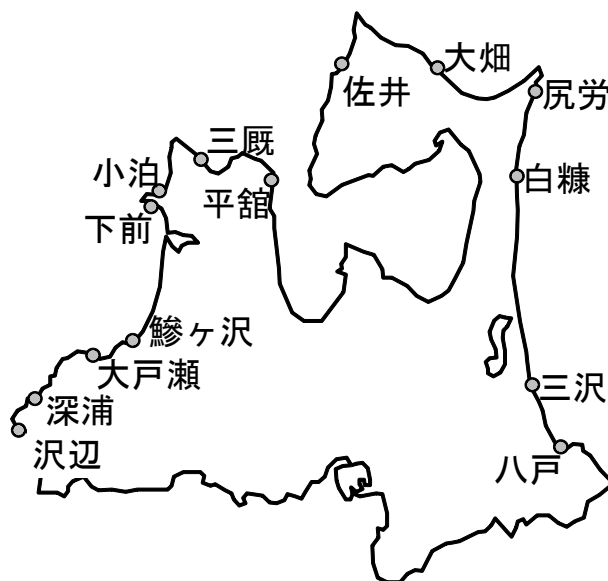 大畑
佐井
尻労
三厩
小泊
平舘
白糠
下前
鰺ヶ沢
大戸瀬
三沢
深浦
沢辺
八戸